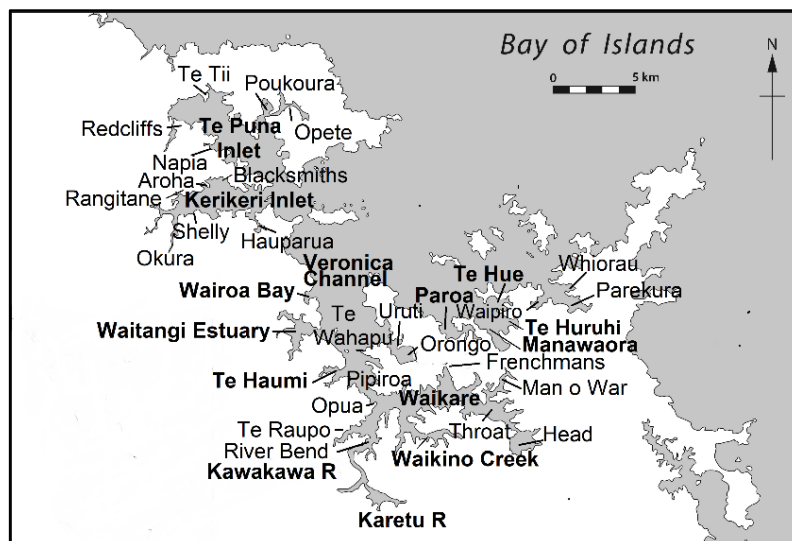 Bay of Islands
N
0
5 km
Te Tii
Poukoura
Redcliffs
Te Puna
Inlet
Opete
Napia
Aroha
Blacksmiths
Rangitane
Kerikeri Inlet
Shelly
Hauparua
Okura
Veronica
Channel
Te Hue
Whiorau
Wairoa Bay
Paroa
Parekura
Te
Wahapu
Uruti
Waipiro
Waitangi Estuary
Te Huruhi
Orongo
Manawaora
Frenchmans
Te Haumi
Pipiroa
Man o War
Opua
Waikare
Te Raupo
Throat
Head
River Bend
Waikino Creek
Kawakawa R
Karetu R